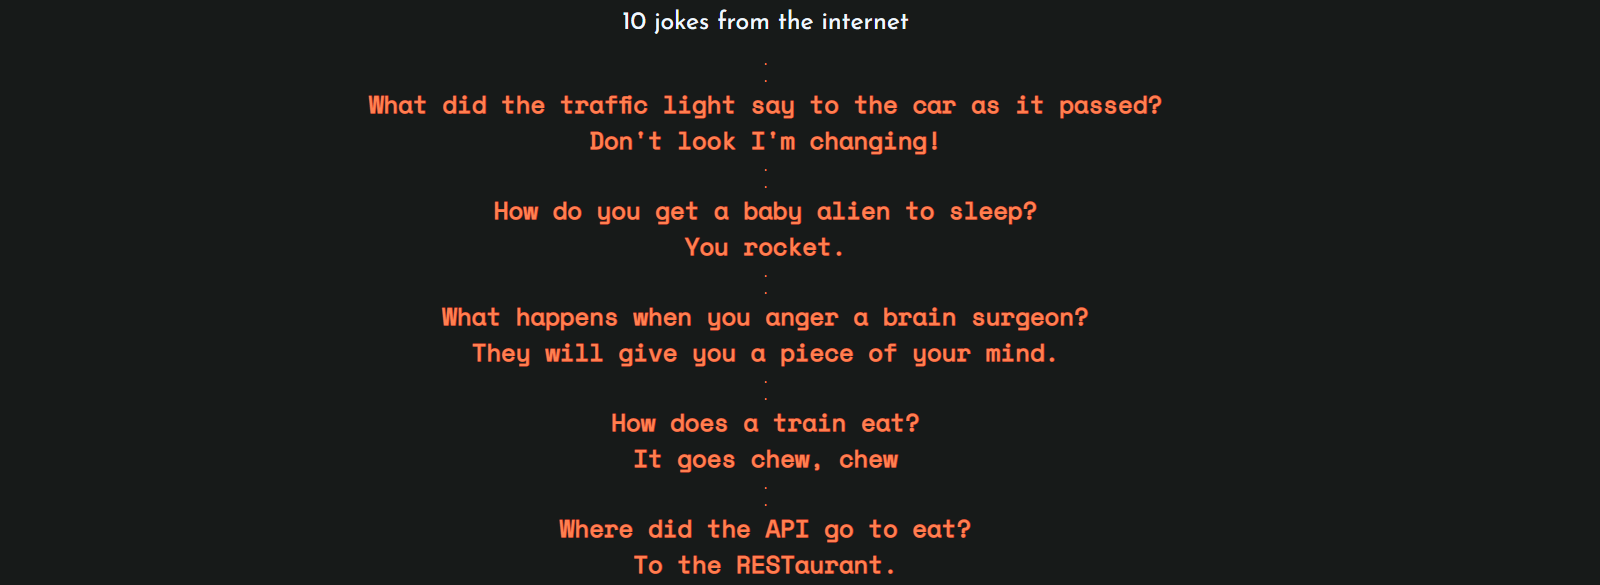 10 jokes from the internet
.
.
What did the traffic light say to the car as it passed?
Don't look I'm changing!
.
.
How do you get a baby alien to sleep?
You rocket.
.
.
What happens when you anger a brain surgeon?
They will give you a piece of your mind.
.
.
How does a train eat?
It goes chew, chew
.
.
Where did the API go to eat?
To the RESTaurant.